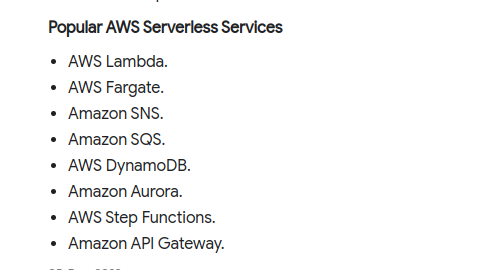 Popular AWS Serverless Services
AWS Lambda.
AWS Fargate.
Amazon SNS.
Amazon SQS.
AWS DynamoDB.
Amazon Aurora.
AWS Step Functions.
Amazon API Gateway.